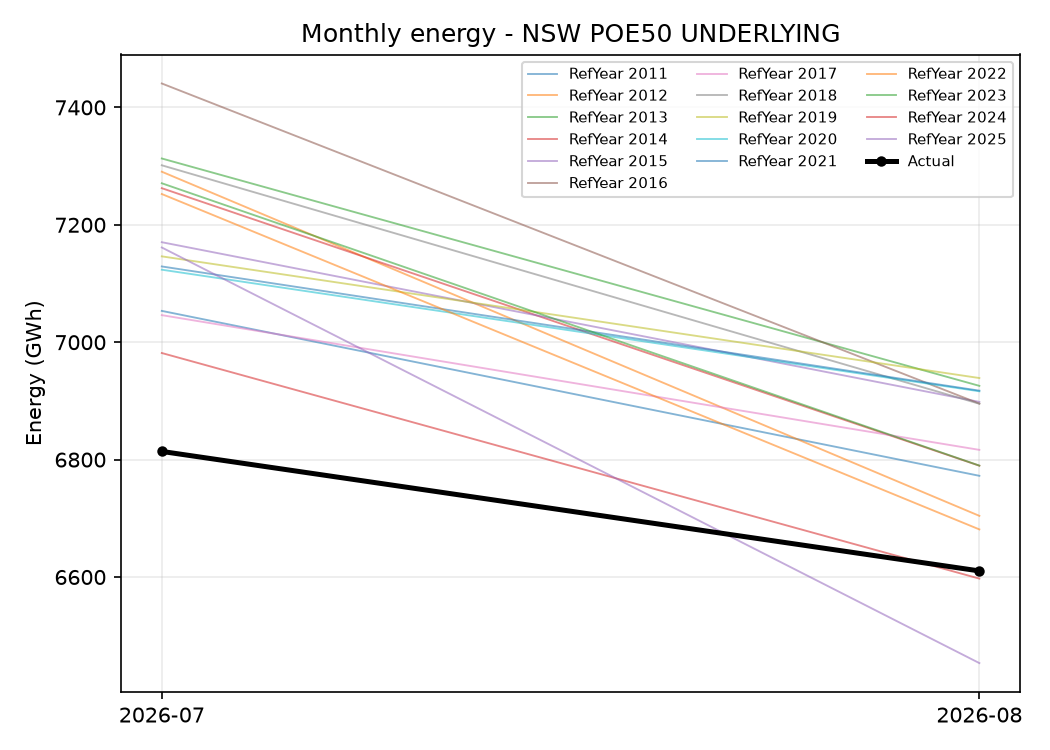 Monthly energy - NSW POE50 UNDERLYING
RefYear 2011
RefYear 2012
RefYear 2013
RefYear 2014
RefYear 2015
RefYear 2016
RefYear 2017
RefYear 2018
RefYear 2019
RefYear 2020
RefYear 2021
RefYear 2022
RefYear 2023
RefYear 2024
RefYear 2025
Actual
Energy (GWh)
7400
7200
7000
6800
6600
2026-07
2026-08